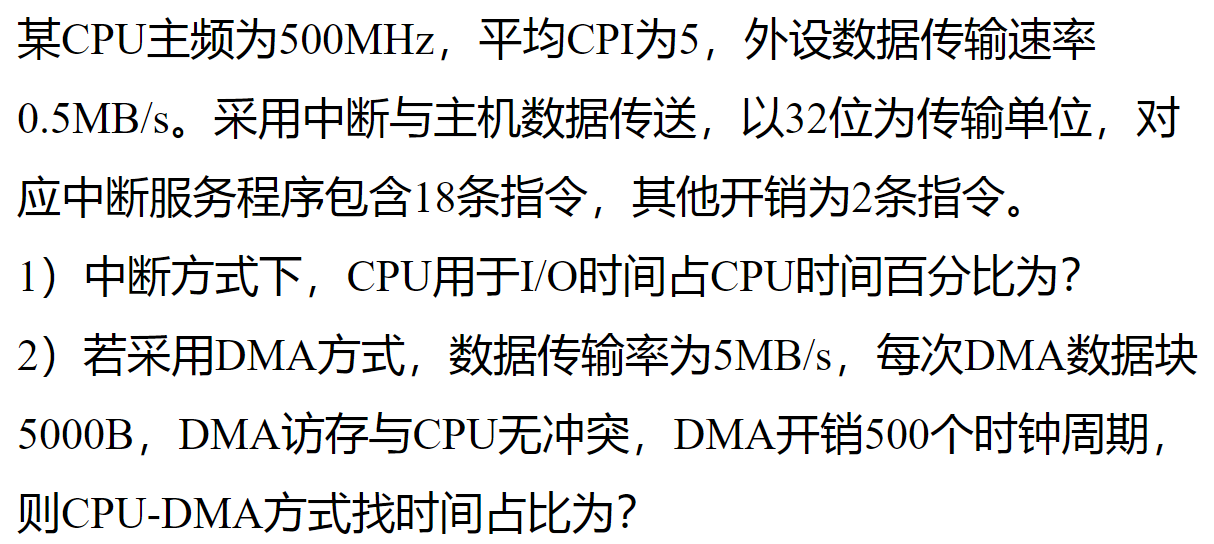 某CPU主频为500MHz，平均CPI为5，外设数据传输速率
0.5MB/s。采用中断与主机数据传送，以32位为传输单位，对
应中断服务程序包含18条指令，其他开销为2条指令。
1）中断方式下，CPU用于I/O时间占CPU时间百分比为？
2）若采用DMA方式，数据传输率为5MB/s，每次DMA数据块
5000B，DMA访存与CPU无冲突，DMA开销500个时钟周期，
则CPU-DMA方式找时间占比为？